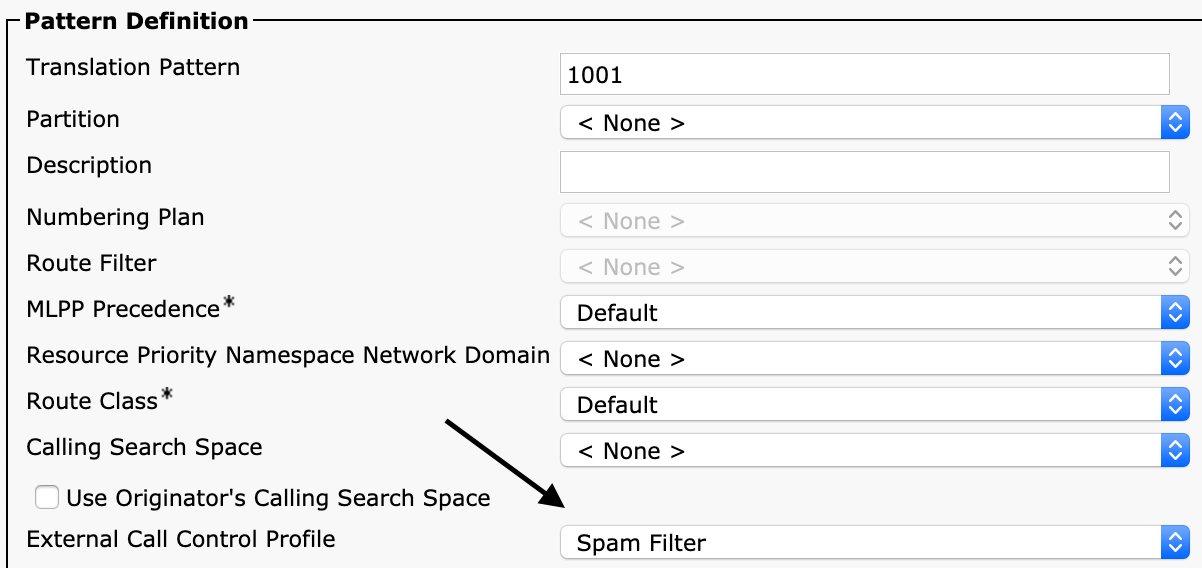 Pattern Definition
Translation Pattern 1001
Partition < None >
Description
Numbering Plan < None >
Route Filter < None >
MLPP Precedence* Default
Resource Priority Namespace Network Domain < None >
Route Class* Default
Calling Search Space < None >
Use Originator's Calling Search Space
External Call Control Profile Spam Filter